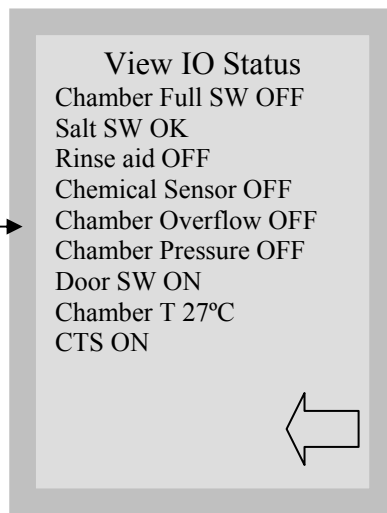 View IO Status
Chamber Full SW OFF
Salt SW OK
Rinse aid OFF
Chemical Sensor OFF
Chamber Overflow OFF
Chamber Pressure OFF
Door SW ON
Chamber T 27ºC
CTS ON